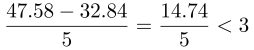 \frac{47.58 - 32.84}{5} = \frac{14.74}{5} < 3